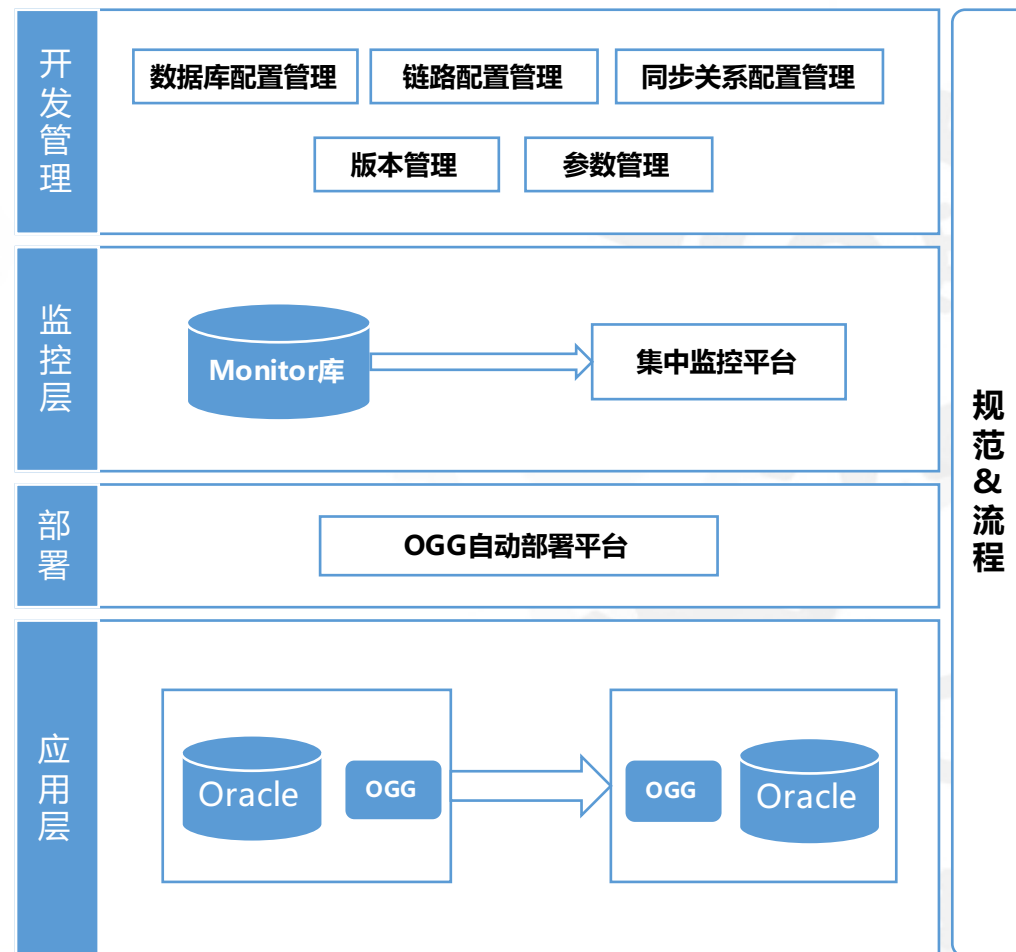 开发管理
数据库配置管理
链路配置管理
同步关系配置管理
版本管理
参数管理
监控层
Monitor库
集中监控平台
部署
OGG自动部署平台
应用层
Oracle
OGG
OGG
Oracle
规范&流程